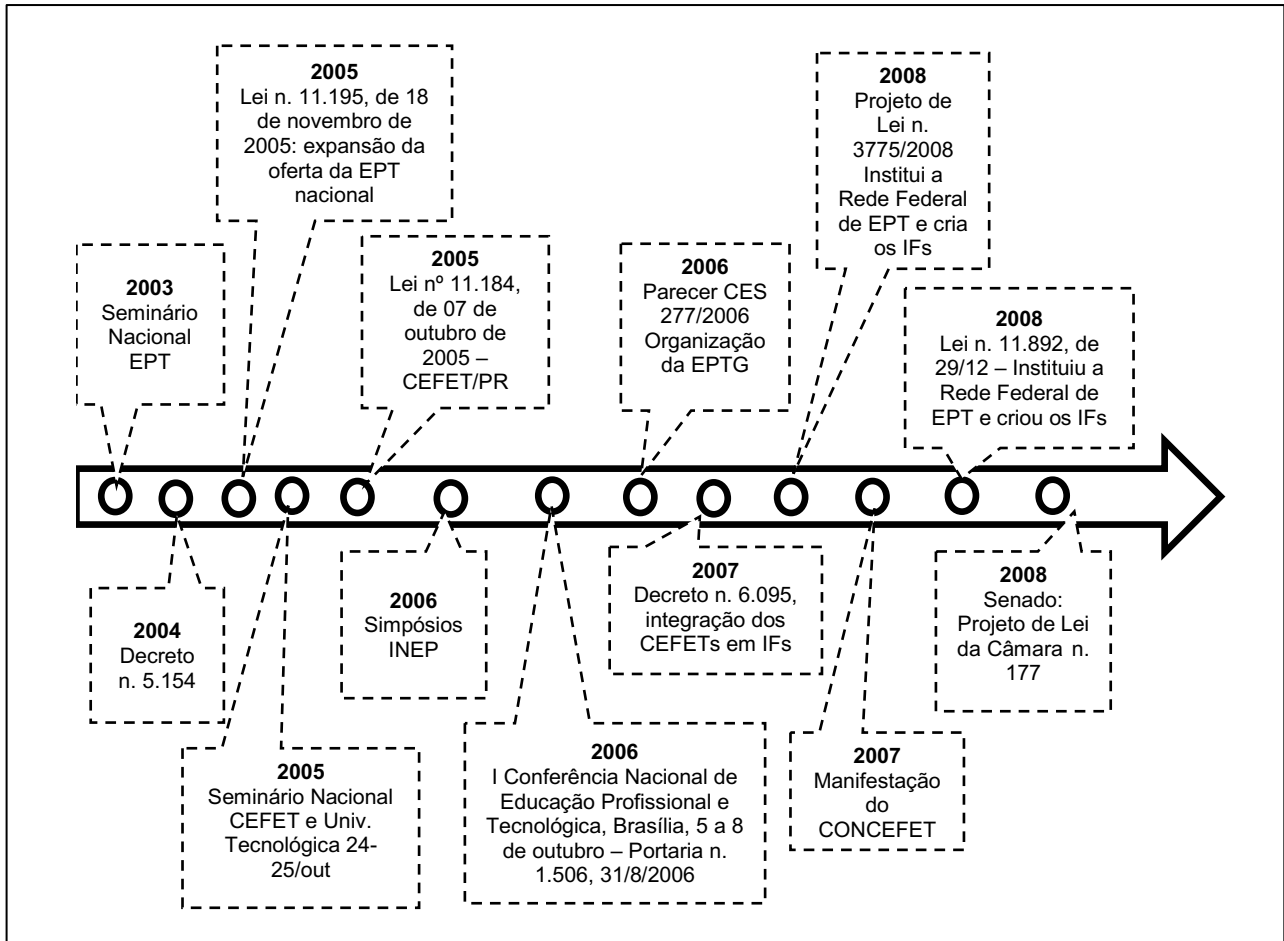 2005
Lei n. 11.195, de 18
de novembro de
2005: expansão da
oferta da EPT
nacional
2008
Projeto de
Lei n.
3775/2008
Institui a
Rede Federal
de EPT e cria
os IFs
2003
Seminário
Nacional
EPT
2005
Lei nº 11.184,
de 07 de
outubro de
2005 –
CEFET/PR
2006
Parecer CES
277/2006
Organização
da EPTG
2008
Lei n. 11.892, de
29/12 – Instituiu a
Rede Federal de
EPT e criou os IFs
2004
Decreto
n. 5.154
2005
Seminário Nacional
CEFET e Univ.
Tecnológica 24-
25/out
2006
Simpósios
INEP
2006
I Conferência Nacional de
Educação Profissional e
Tecnológica, Brasília, 5 a 8
de outubro – Portaria n.
1.506, 31/8/2006
2007
Decreto n. 6.095,
integração dos
CEFETs em IFs
2007
Manifestação
do
CONCEFET
2008
Senado:
Projeto de Lei
da Câmara n.
177